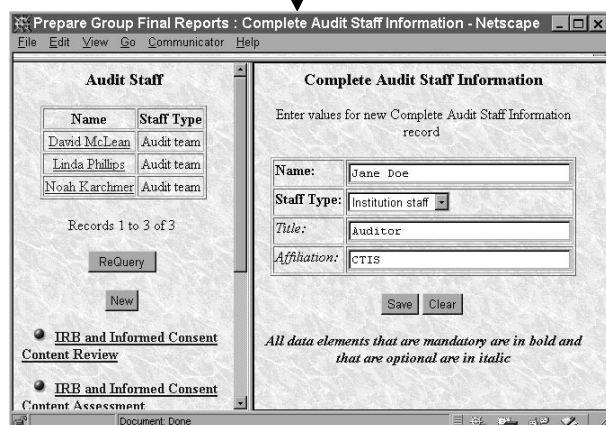 Prepare Group Final Reports : Complete Audit Staff Information - Netscape
File Edit View Go Communicator Help
Audit Staff
Name Staff Type
David McLean Audit team
Linda Phillips Audit team
Noah Karchmer Audit team
Records 1 to 3 of 3
ReQuery
New
IRB and Informed Consent
Content Review
IRB and Informed Consent
Content Assessment
Complete Audit Staff Information
Enter values for new Complete Audit Staff Information
record
Name: Jane Doe
Staff Type: Institution staff
Title: Auditor
Affiliation: CTIS
Save Clear
All data elements that are mandatory are in bold and
that are optional are in italic
Document: Done